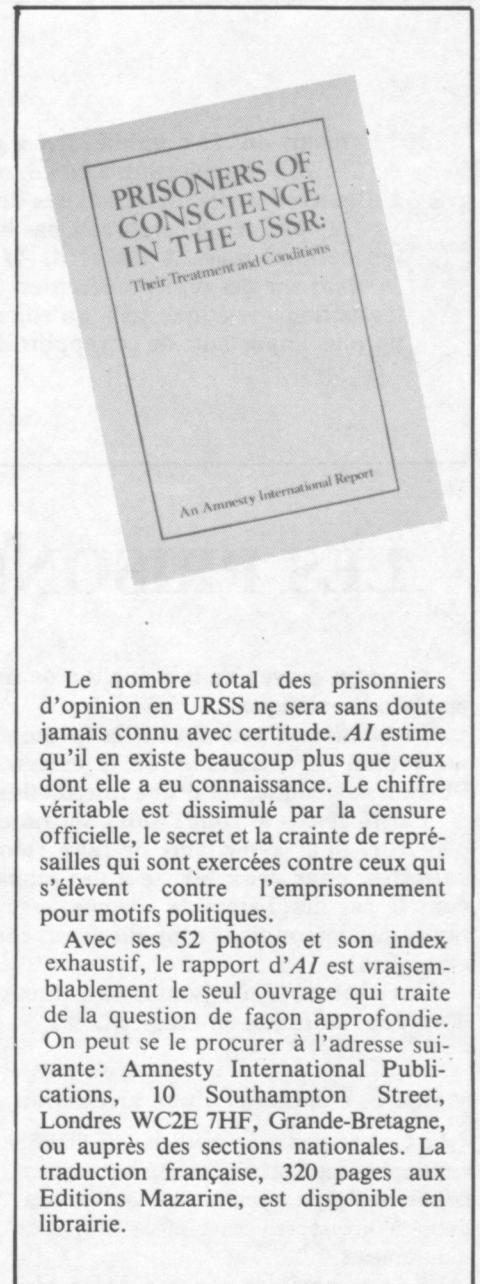 PRISONERS OF
CONSCIENCE
IN THE USSR:
Their Treatment and Conditions
An Amnesty International Report
Le nombre total des prisonniers
d'opinion en URSS ne sera sans doute
jamais connu avec certitude. AI estime
qu'il en existe beaucoup plus que ceux
dont elle a eu connaissance. Le chiffre
véritable est dissimulé par la censure
officielle, le secret et la crainte de repré-
sailles qui sont exercées contre ceux qui
s'élèvent contre l'emprisonnement
pour motifs politiques.
Avec ses 52 photos et son index
exhaustif, le rapport d'AI est vraisem-
blablement le seul ouvrage qui traite
de la question de façon approfondie.
On peut se le procurer à l'adresse sui-
vante: Amnesty International Publi-
cations, 10 Southampton Street,
Londres WC2E 7HF, Grande-Bretagne,
ou auprès des sections nationales. La
traduction française, 320 pages aux
Editions Mazarine, est disponible en
librairie.